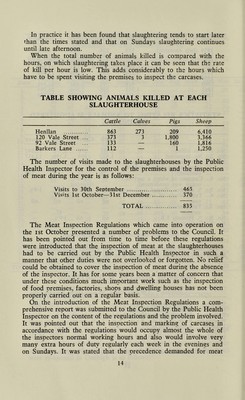 In practice it has been found that slaughtering tends to start later
than the times stated and that on Sundays slaughtering continues
until late afternoon.
When the total number of animals killed is compared with the
hours, on which slaughtering takes place it can be seen that the rate
of kill per hour is low. This adds considerably to the hours which
have to be spent visiting the premises to inspect the carcases.
TABLE SHOWING ANIMALS KILLED AT EACH
SLAUGHTERHOUSE
Cattle Calves Pigs Sheep
Henllan 863 273 209 6,410
120 Vale Street .... 373 3 1,800 3,366
92 Vale Street .... 133 — 160 1,816
Barkers Lane .... 112 — 1 1,250
The number of visits made to the slaughterhouses by the Public
Health Inspector for the control of the premises and the inspection
of meat during the year is as follows:
Visits to 30th September .................... 465
Visits 1st October—31st December ........... 370
TOTAL .... 835
The Meat Inspection Regulations which came into operation on
the 1st October presented a number of problems to the Council. It
has been pointed out from time to time before these regulations
were introduced that the inspection of meat at the slaughterhouses
had to be carried out by the Public Health Inspector in such a
manner that other duties were not overlooked or forgotten. No relief
could be obtained to cover the inspection of meat during the absence
of the inspector. It has for some years been a matter of concern that
under these conditions much important work such as the inspection
of food premises, factories, shops and dwelling houses has not been
properly carried out on a regular basis.
On the introduction of the Meat Inspection Regulations a com-
prehensive report was submitted to the Council by the Public Health
Inspector on the content of the regulations and the problem involved.
It was pointed out that the inspection and marking of carcases in
accordance with the regulations would occupy almost the whole of
the inspectors normal working hours and also would involve very
many extra hours of duty regularly each week in the evenings and
on Sundays. It was stated that the precedence demanded for meat
14